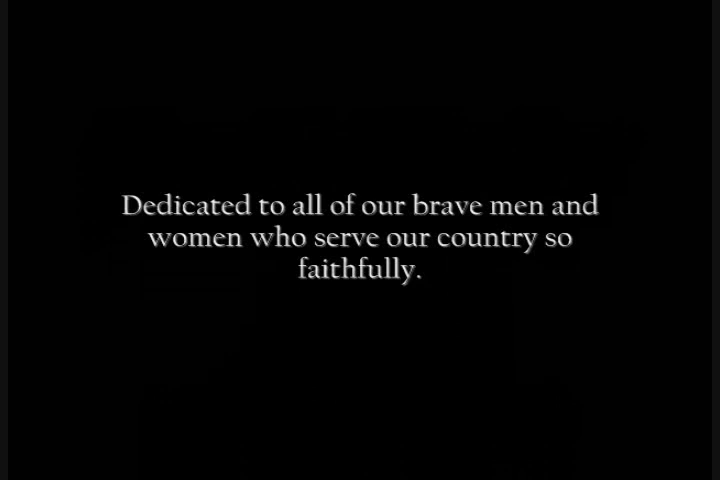 Dedicated to all of our brave men and
women who serve our country so
faithfully.